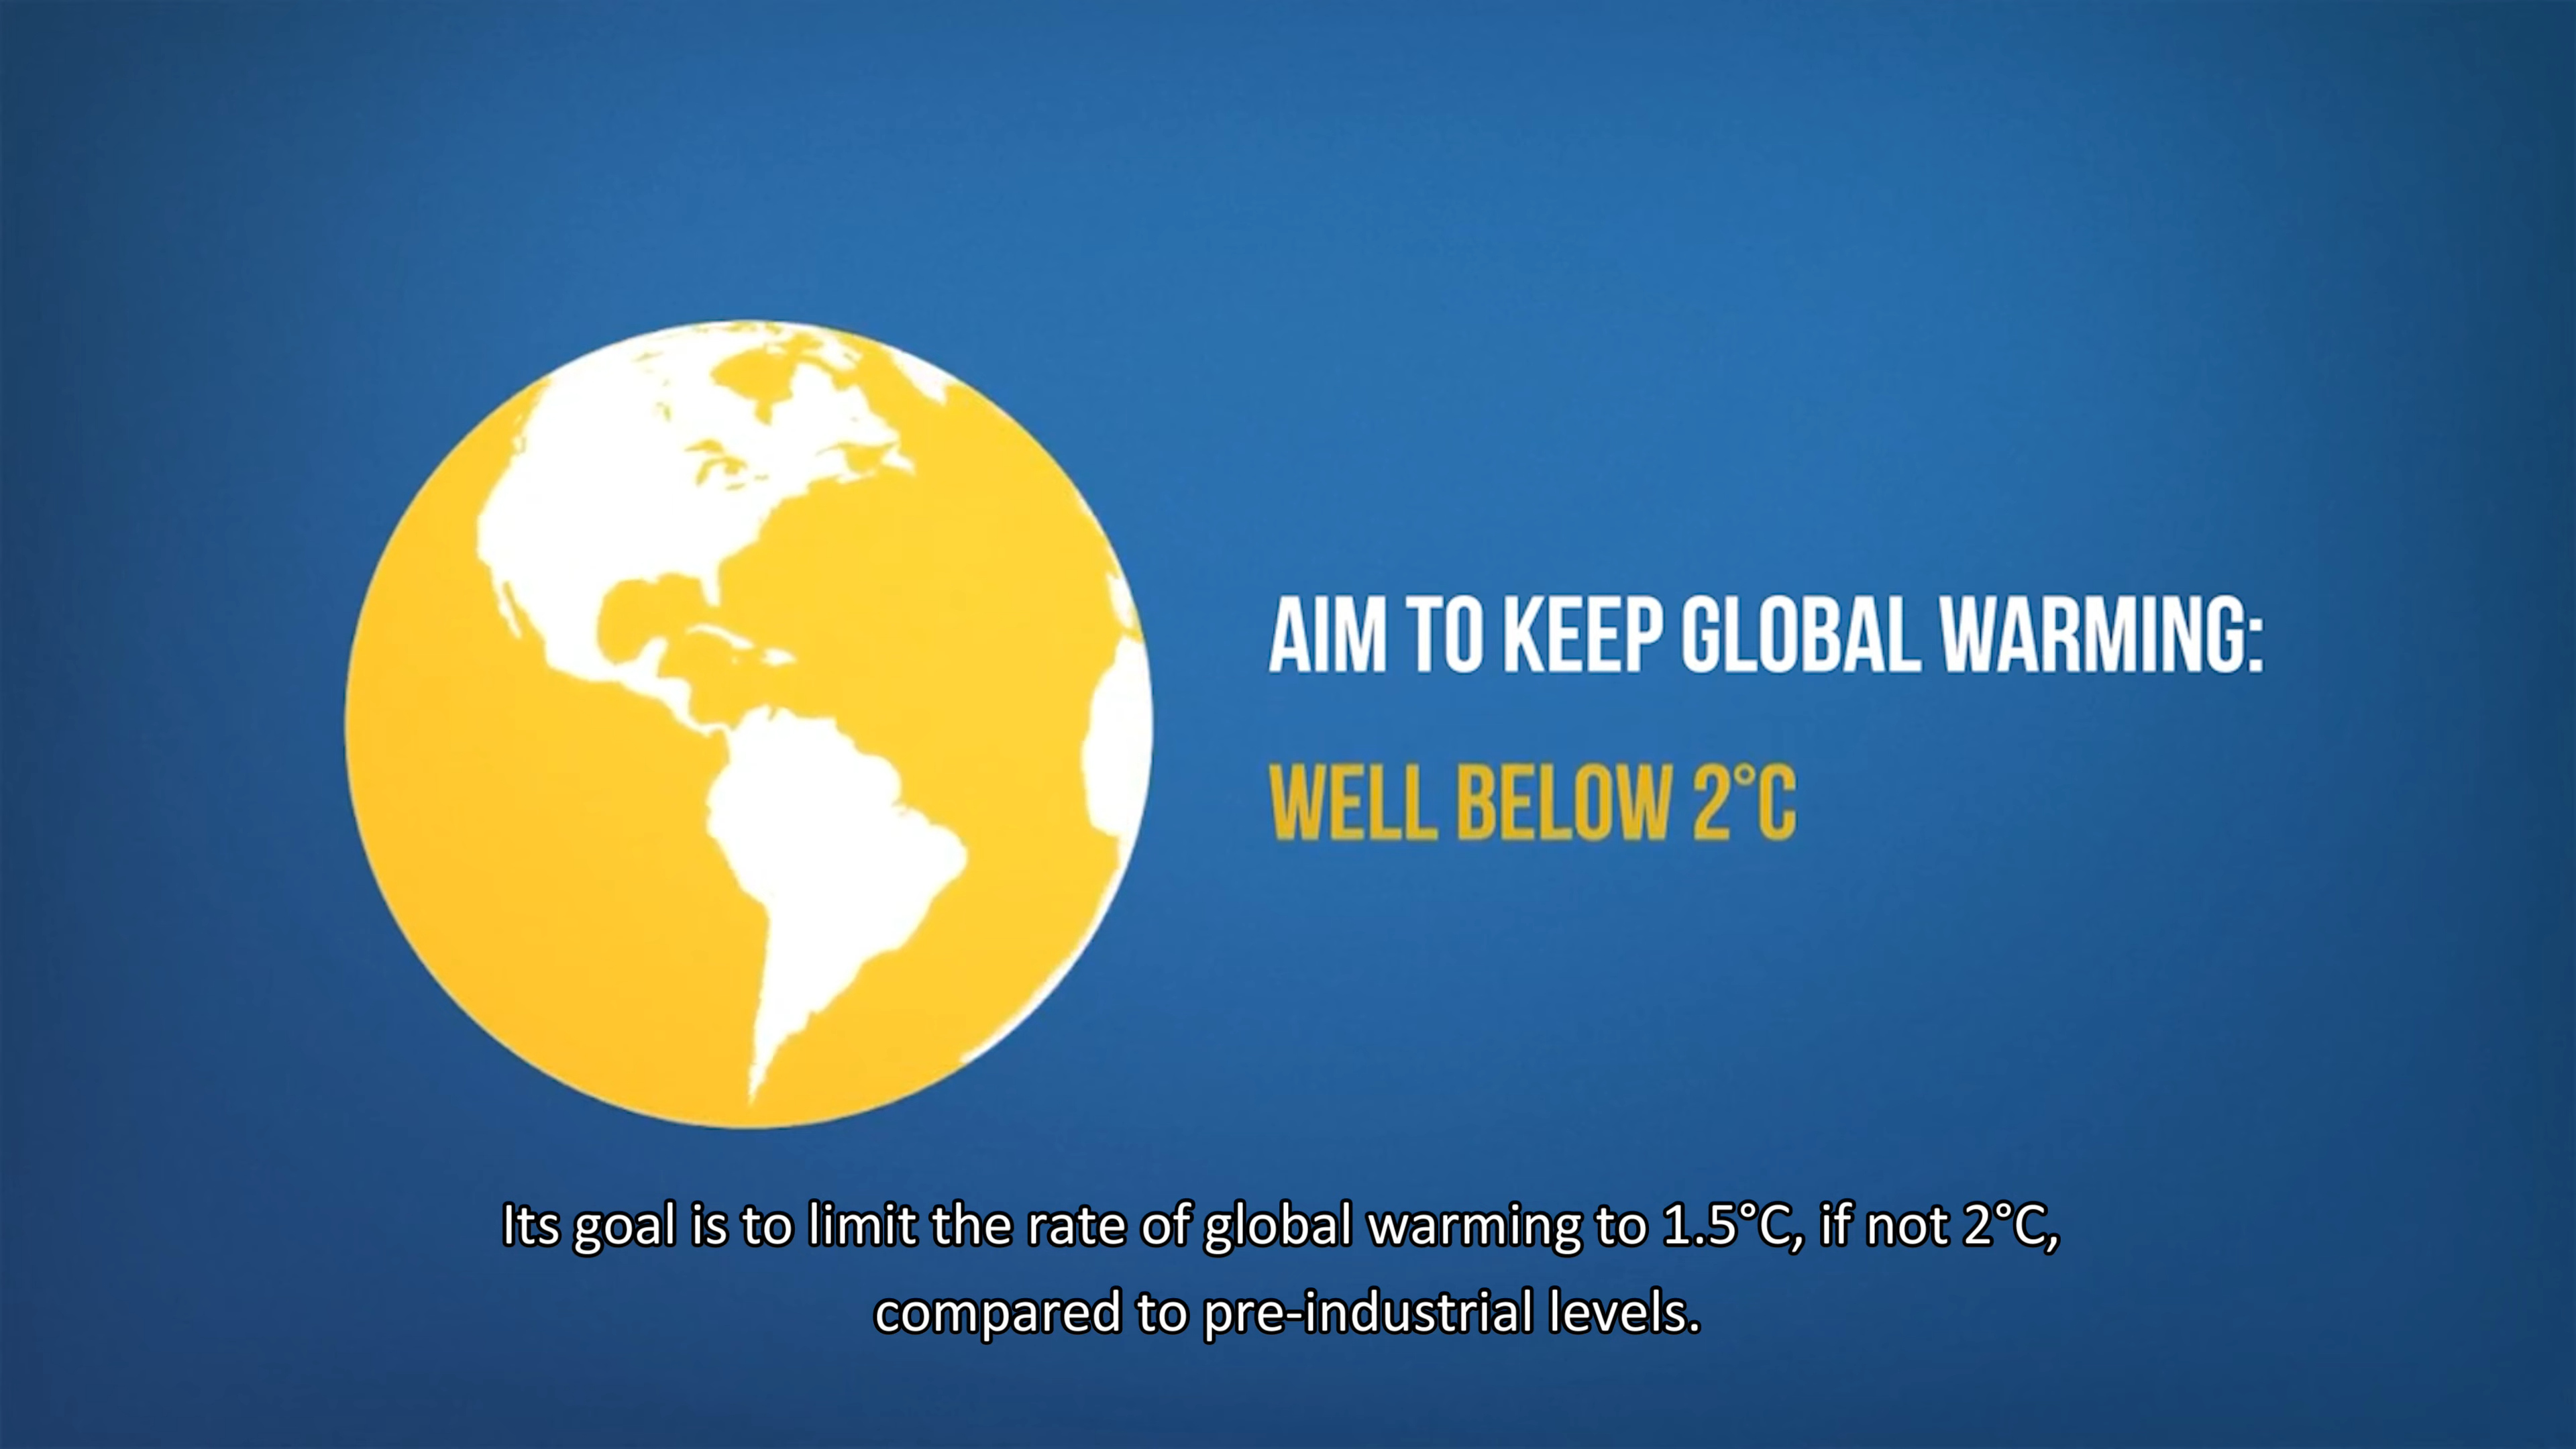 AIM TO KEEP GLOBAL WARMING:
WELL BELOW 2°C
Its goal is to limit the rate of global warming to 1.5°C, if not 2°C,
compared to pre-industrial levels.